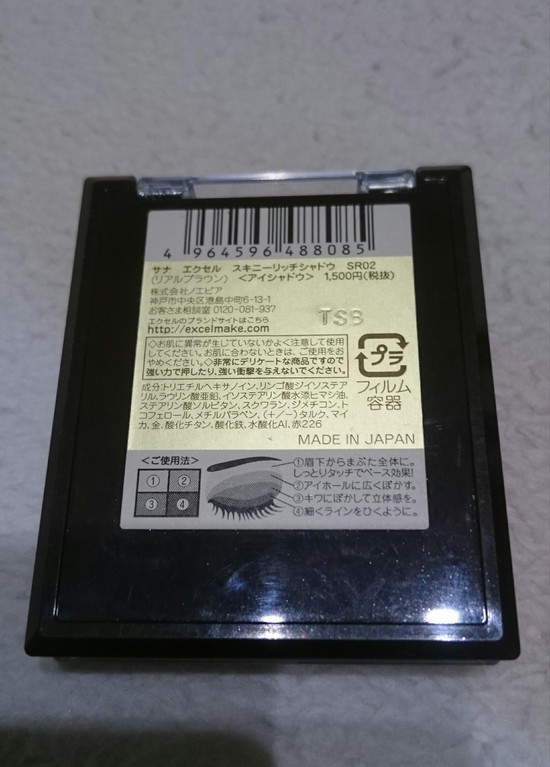 4 964596 488085
サナ エクセル スキニーリッチシャドウ SR02
(リアルブラウン) <アイシャドウ> 1,500円(税抜)
株式会社ノエビア
神戸市中央区港島中町6-13-1
お客さま相談室 0120-081-937
エクセルのブランドサイトはこちら
http://excelmake.com
TSB
◇お肌に異常が生じていないかよく注意して使用
してください。お肌に合わないときは、ご使用をお
やめください。◇非常にデリケートな商品ですので
強い力で押したり、強い衝撃を与えないでください。
プラ
フィルム
容器
成分:トリエチルヘキサノイン、リンゴ酸ジイソステア
リル、ラウリン酸亜鉛、イソステアリン酸水添ヒマシ油、
ステアリン酸ソルビタン、スクワラン、ジメチコン、ト
コフェロール、メチルパラベン、(+/-)タルク、マイ
カ、金、酸化チタン、酸化鉄、水酸化Al、赤226
MADE IN JAPAN
<ご使用法>
① ②
③ ④
①眉下からまぶた全体に。
しっとりタッチでベース効果!
②アイホールに広くぼかす。
③キワにぼかして立体感を。
④細くラインをひくように。